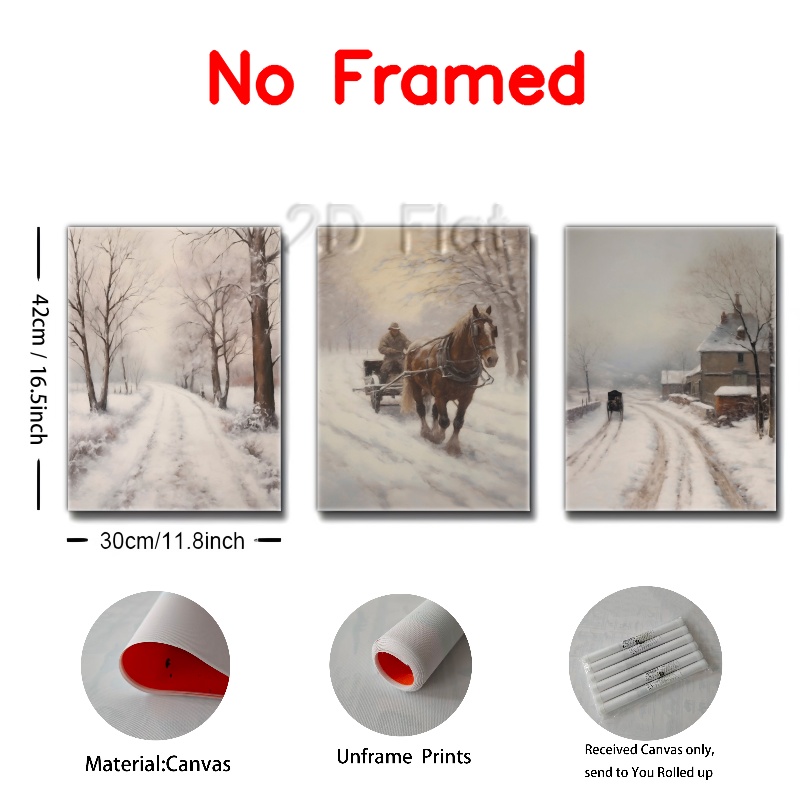 No Framed
2D Flat
42cm / 16.5inch
30cm/11.8inch
Material:Canvas
Unframe Prints
Received Canvas only,
send to You Rolled up